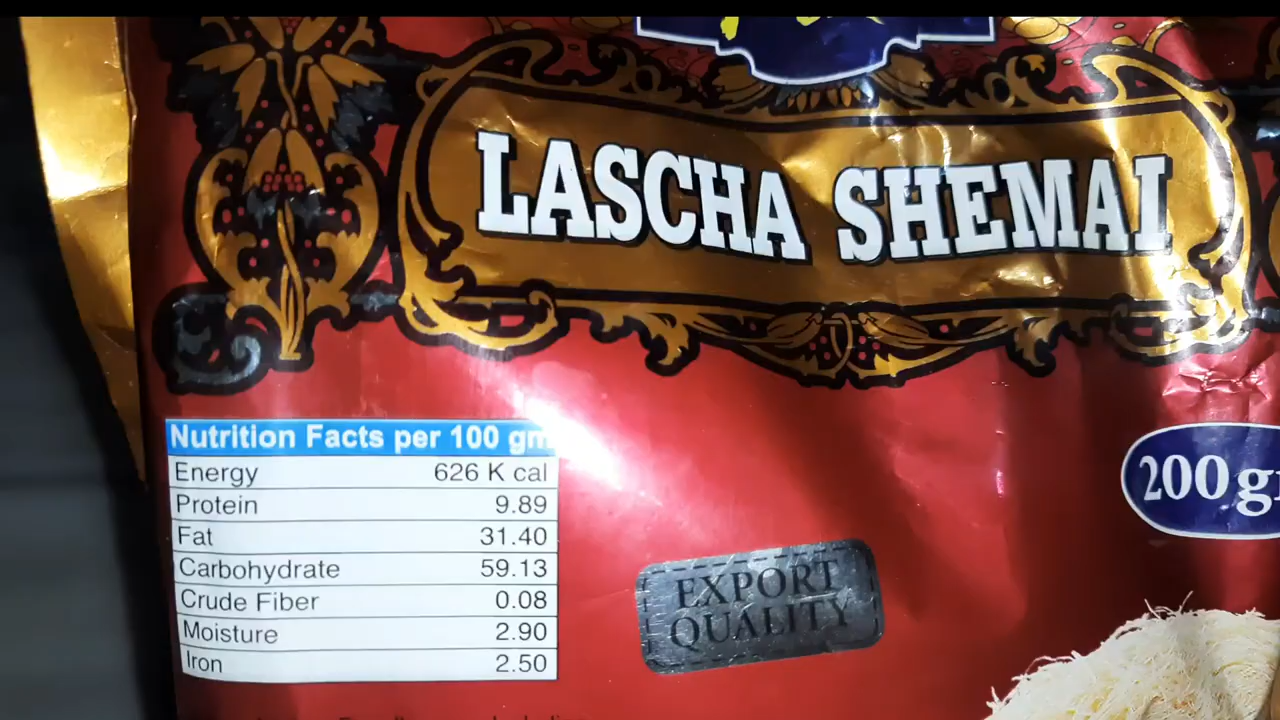 LASCHA SHEMAI
Nutrition Facts per 100 gm
Energy 626 K cal
Protein 9.89
Fat 31.40
Carbohydrate 59.13
Crude Fiber 0.08
Moisture 2.90
Iron 2.50
200
EXPORT
QUALITY